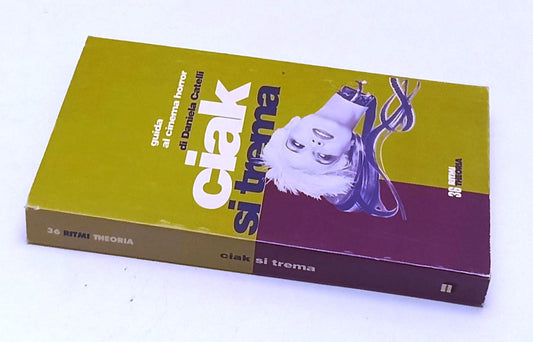 guida
al cinema horror
di Daniela Catelli
ciak
si trema
36 RITMI
THEORIA
36 RITMI THEORIA
ciak si trema